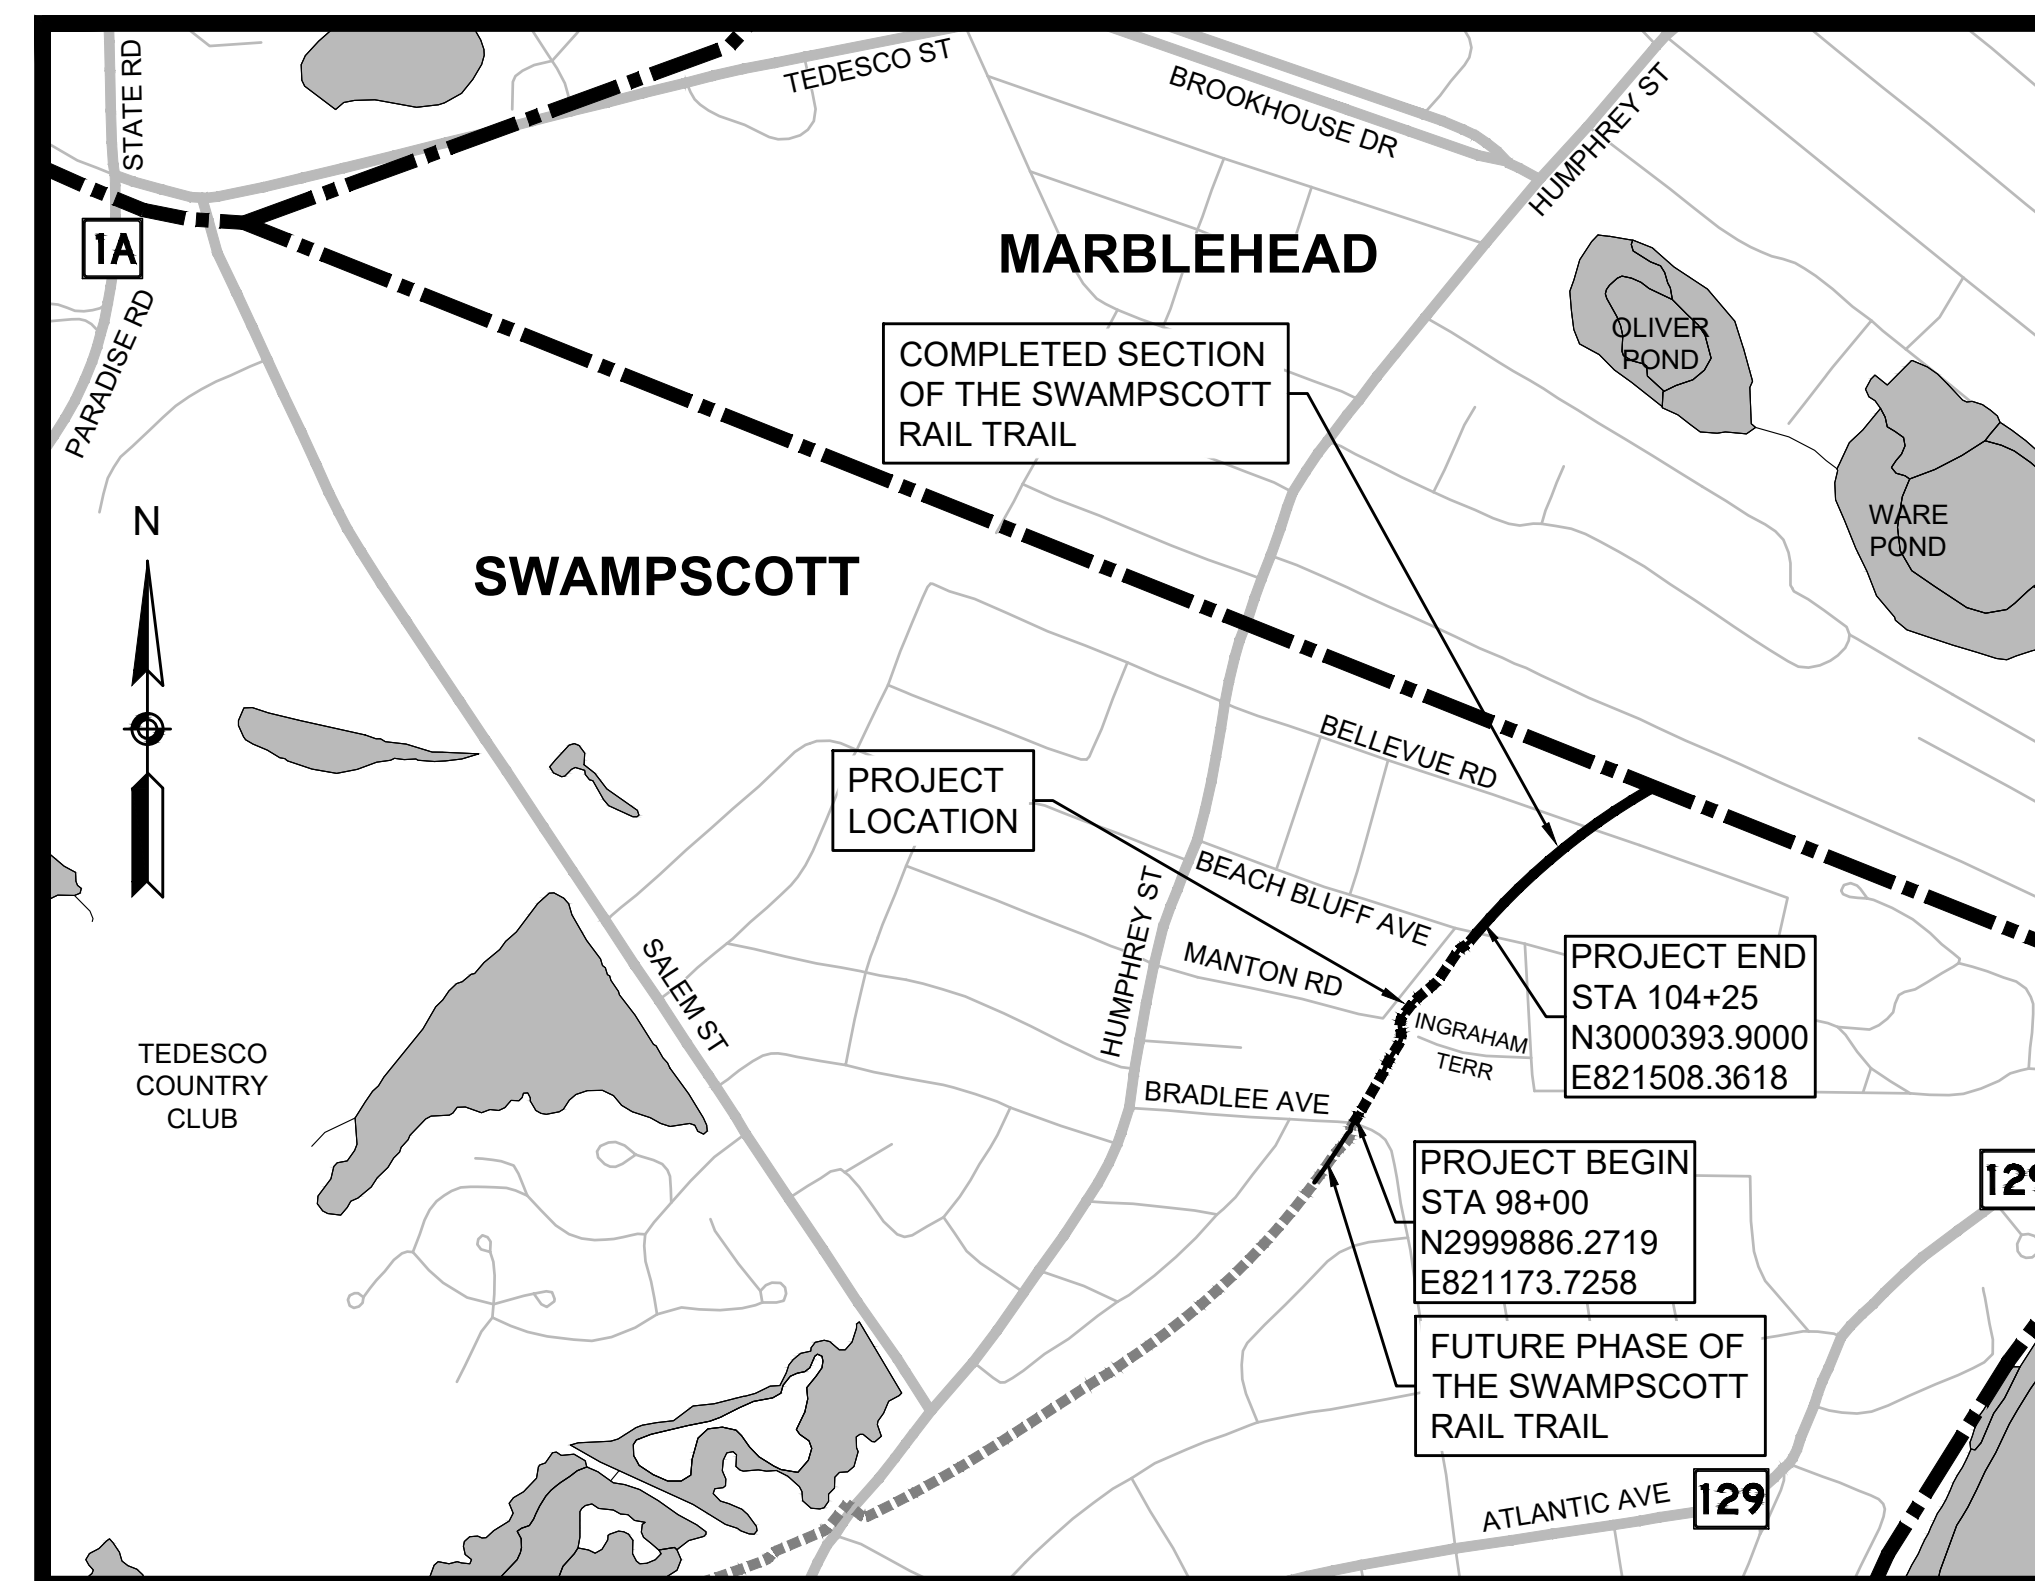 STATE RD
TEDESCO ST
BROOKHOUSE DR
HUMPHREY ST
1A
MARBLEHEAD
PARADISE RD
OLIVER
POND
COMPLETED SECTION
OF THE SWAMPSCOTT
RAIL TRAIL
WARE
POND
N
SWAMPSCOTT
BELLEVUE RD
PROJECT
LOCATION
BEACH BLUFF AVE
HUMPHREY ST
MANTON RD
SALEM ST
PROJECT END
STA 104+25
N3000393.9000
E821508.3618
INGRAHAM
TERR
TEDESCO
COUNTRY
CLUB
BRADLEE AVE
PROJECT BEGIN
STA 98+00
N2999886.2719
E821173.7258
129
FUTURE PHASE OF
THE SWAMPSCOTT
RAIL TRAIL
ATLANTIC AVE
129